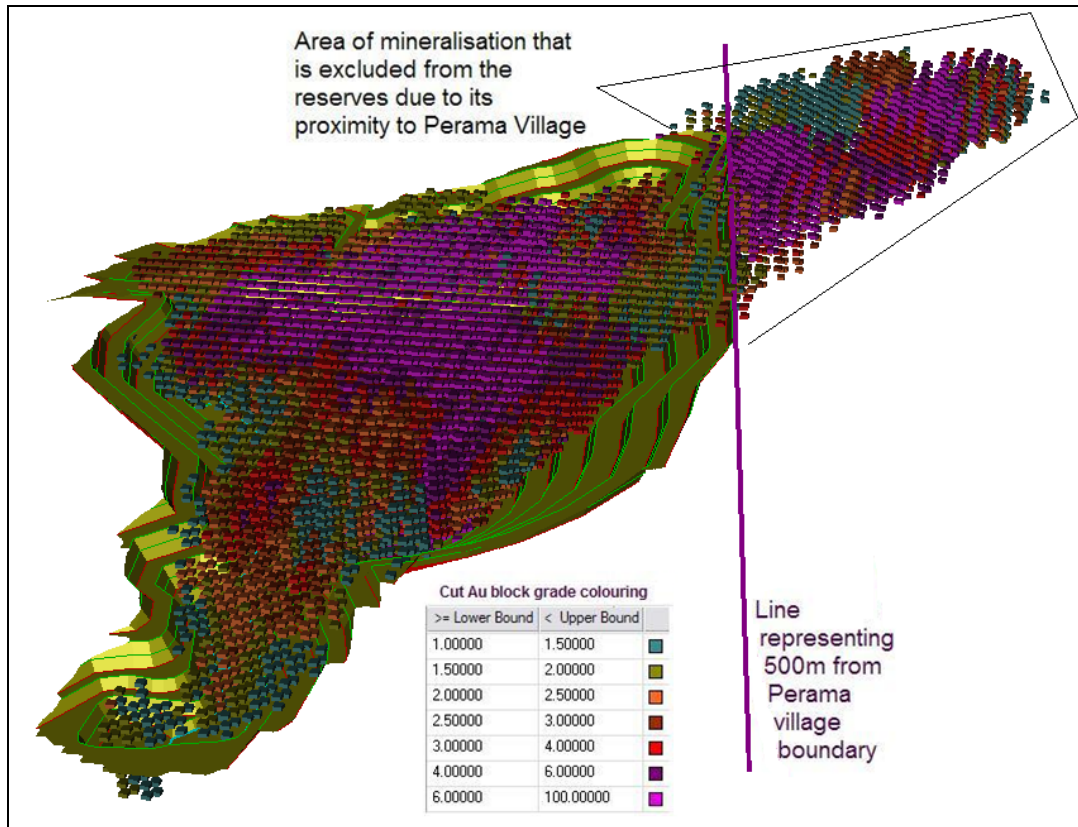 Area of mineralisation that
is excluded from the
reserves due to its
proximity to Perama Village
Cut Au block grade colouring
>= Lower Bound < Upper Bound
1.00000 1.50000
1.50000 2.00000
2.00000 2.50000
2.50000 3.00000
3.00000 4.00000
4.00000 6.00000
6.00000 100.00000
Line
representing
500m from
Perama
village
boundary